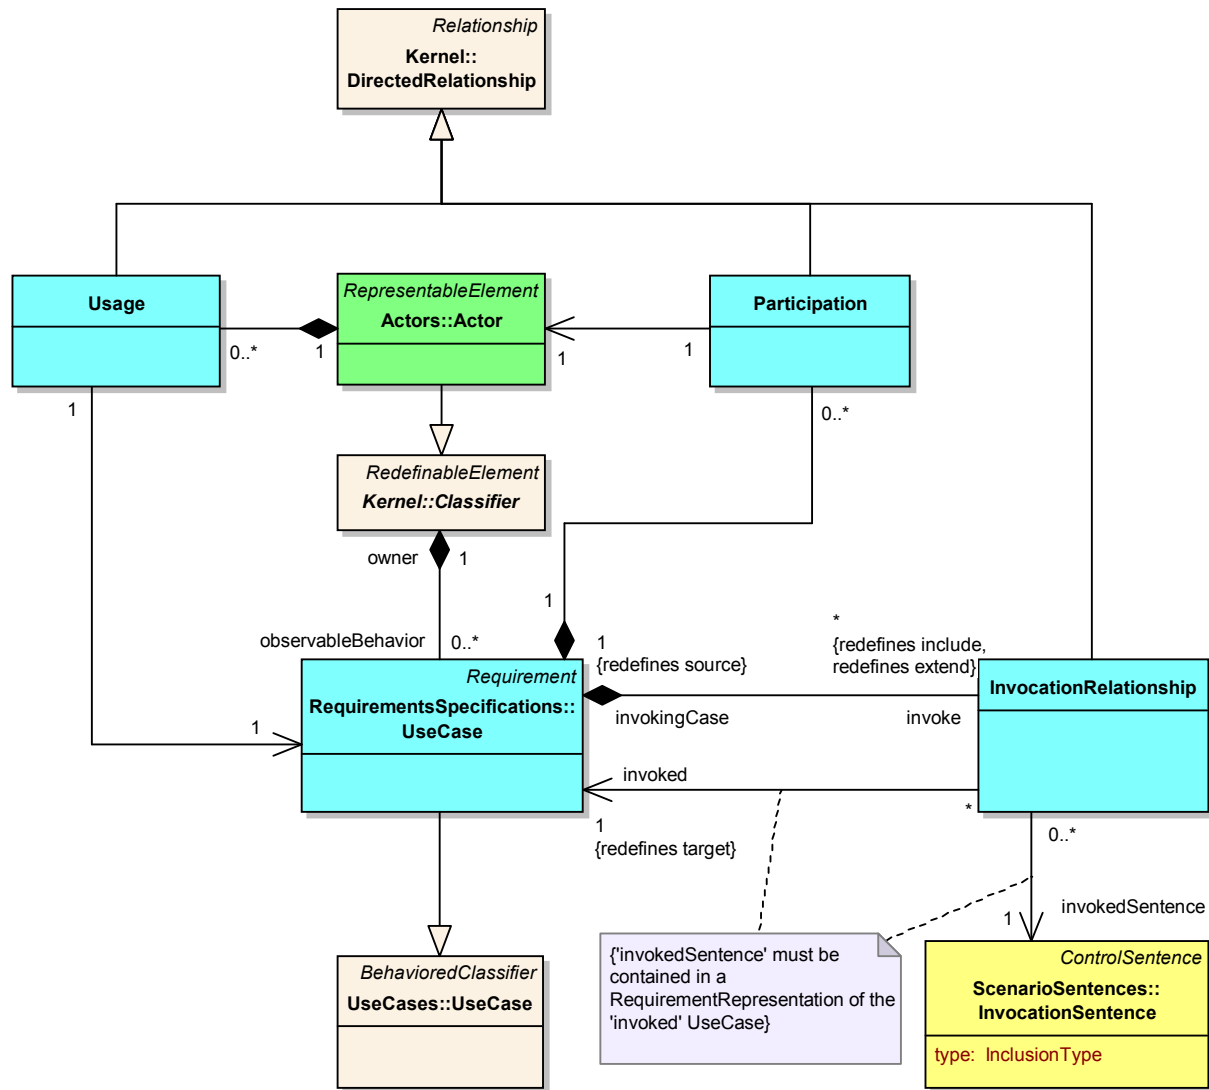 Relationship
Kernel::
DirectedRelationship
Usage
RepresentableElement
Actors::Actor
Participation
0..*
1
1
1
1
0..*
RedefinableElement
Kernel::Classifier
owner
1
1
*
{redefines include,
redefines extend}
observableBehavior
0..*
1
{redefines source}
Requirement
RequirementsSpecifications::
UseCase
InvocationRelationship
invokingCase
invoke
1
invoked
*
1
{redefines target}
0..*
invokedSentence
1
{'invokedSentence' must be
contained in a
RequirementRepresentation of the
'invoked' UseCase}
BehavioredClassifier
UseCases::UseCase
ControlSentence
ScenarioSentences::
InvocationSentence
type: InclusionType